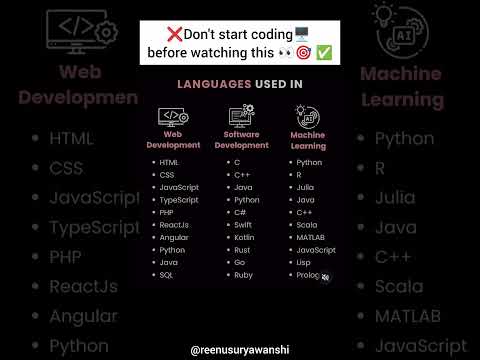 ❌Don't start coding🖥️
before watching this 👀🎯 ✅
LANGUAGES USED IN
Web
Development
HTML
CSS
JavaScript
TypeScript
PHP
ReactJs
Angular
Python
Web
Development
HTML
CSS
JavaScript
TypeScript
PHP
ReactJs
Angular
Python
Java
SQL
Software
Development
C
C++
Java
Python
C#
Swift
Kotlin
Rust
Go
Ruby
Machine
Learning
Python
R
Julia
Java
C++
Scala
MATLAB
JavaScript
Lisp
Prolog
Machine
Learning
Python
R
Julia
Java
C++
Scala
MATLAB
JavaS
@reenusuryawanshi